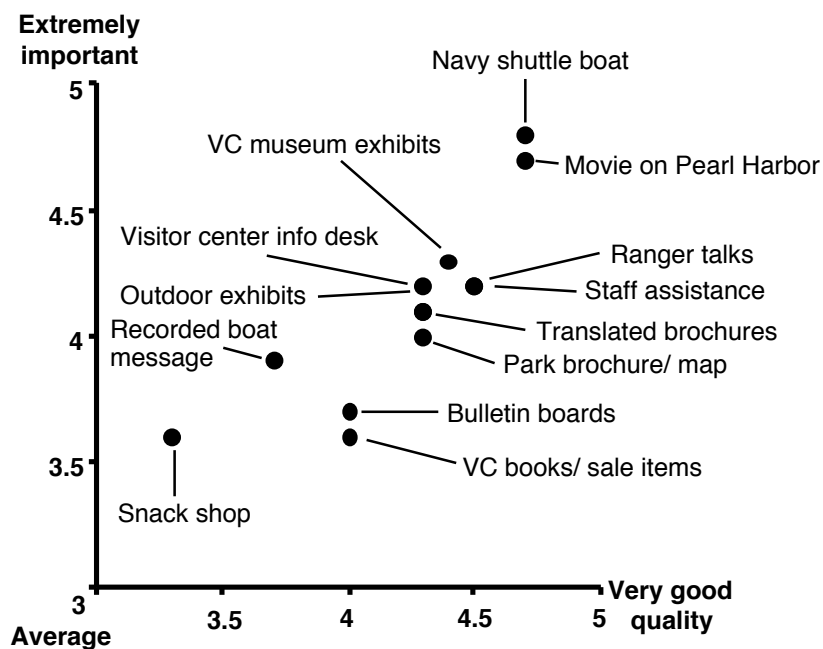 Extremely
important
Navy shuttle boat
5
VC museum exhibits
Movie on Pearl Harbor
4.5
Visitor center info desk
Ranger talks
Outdoor exhibits
Staff assistance
Recorded boat
message
Translated brochures
4
Park brochure/ map
Bulletin boards
3.5
VC books/ sale items
Snack shop
3
Average
3.5
4
4.5
5
Very good
quality